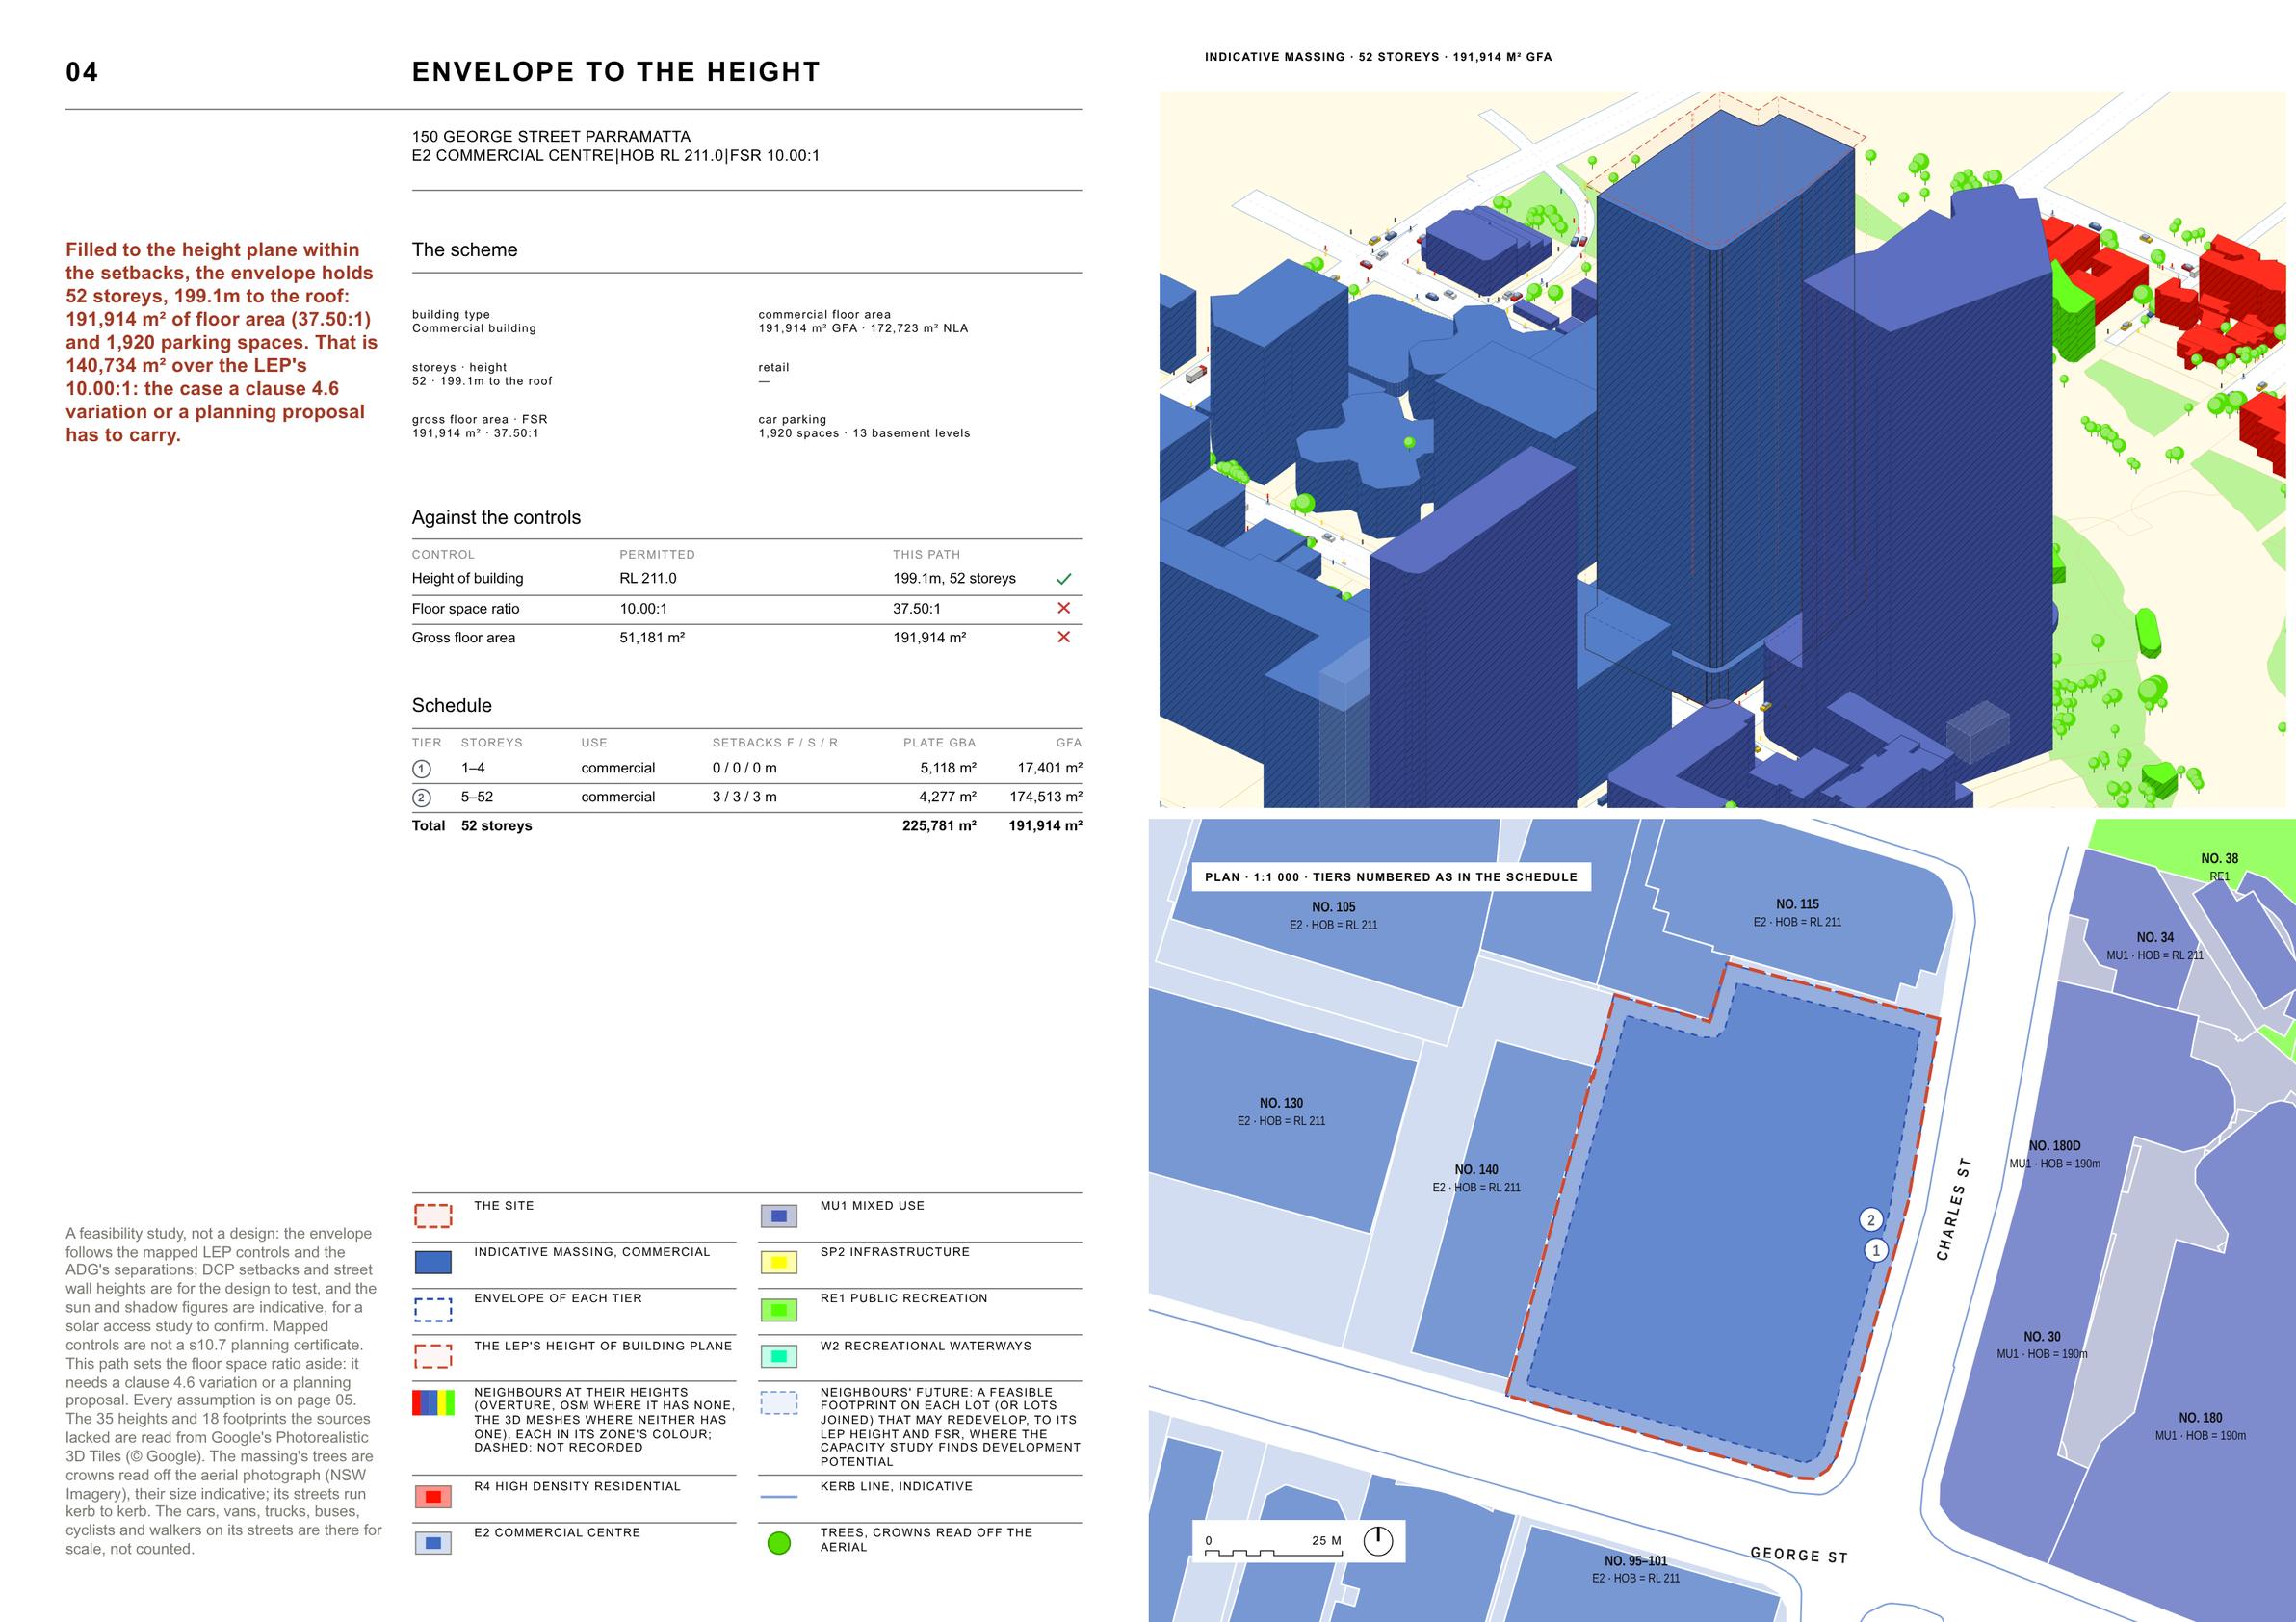 04
ENVELOPE TO THE HEIGHT
150 GEORGE STREET PARRAMATTA
E2 COMMERCIAL CENTRE|HOB RL 211.0|FSR 10.00:1
Filled to the height plane within
the setbacks, the envelope holds
52 storeys, 199.1m to the roof:
191,914 m² of floor area (37.50:1)
and 1,920 parking spaces. That is
140,734 m² over the LEP's
10.00:1: the case a clause 4.6
variation or a planning proposal
has to carry.
The scheme
building type
Commercial building
commercial floor area
191,914 m² GFA · 172,723 m² NLA
storeys · height
52 · 199.1m to the roof
retail
—
gross floor area · FSR
191,914 m² · 37.50:1
car parking
1,920 spaces · 13 basement levels
Against the controls
CONTROL PERMITTED THIS PATH
Height of building RL 211.0 199.1m, 52 storeys ✓
Floor space ratio 10.00:1 37.50:1 ✕
Gross floor area 51,181 m² 191,914 m² ✕
Schedule
TIER STOREYS USE SETBACKS F / S / R PLATE GBA GFA
1 1–4 commercial 0 / 0 / 0 m 5,118 m² 17,401 m²
2 5–52 commercial 3 / 3 / 3 m 4,277 m² 174,513 m²
Total 52 storeys 225,781 m² 191,914 m²
A feasibility study, not a design: the envelope
follows the mapped LEP controls and the
ADG's separations; DCP setbacks and street
wall heights are for the design to test, and the
sun and shadow figures are indicative, for a
solar access study to confirm. Mapped
controls are not a s10.7 planning certificate.
This path sets the floor space ratio aside: it
needs a clause 4.6 variation or a planning
proposal. Every assumption is on page 05.
The 35 heights and 18 footprints the sources
lacked are read from Google's Photorealistic
3D Tiles (© Google). The massing's trees are
crowns read off the aerial photograph (NSW
Imagery), their size indicative; its streets run
kerb to kerb. The cars, vans, trucks, buses,
cyclists and walkers on its streets are there for
scale, not counted.
THE SITE
INDICATIVE MASSING, COMMERCIAL
ENVELOPE OF EACH TIER
THE LEP'S HEIGHT OF BUILDING PLANE
NEIGHBOURS AT THEIR HEIGHTS
(OVERTURE, OSM WHERE IT HAS NONE,
THE 3D MESHES WHERE NEITHER HAS
ONE), EACH IN ITS ZONE'S COLOUR;
DASHED: NOT RECORDED
R4 HIGH DENSITY RESIDENTIAL
E2 COMMERCIAL CENTRE
MU1 MIXED USE
SP2 INFRASTRUCTURE
RE1 PUBLIC RECREATION
W2 RECREATIONAL WATERWAYS
NEIGHBOURS' FUTURE: A FEASIBLE
FOOTPRINT ON EACH LOT (OR LOTS
JOINED) THAT MAY REDEVELOP, TO ITS
LEP HEIGHT AND FSR, WHERE THE
CAPACITY STUDY FINDS DEVELOPMENT
POTENTIAL
KERB LINE, INDICATIVE
TREES, CROWNS READ OFF THE
AERIAL
INDICATIVE MASSING · 52 STOREYS · 191,914 M² GFA
PLAN · 1:1 000 · TIERS NUMBERED AS IN THE SCHEDULE
NO. 105
E2 · HOB = RL 211
NO. 115
E2 · HOB = RL 211
NO. 38
RE1
NO. 34
MU1 · HOB = RL 211
NO. 130
E2 · HOB = RL 211
NO. 140
E2 · HOB = RL 211
NO. 180D
MU1 · HOB = 190m
2
1
CHARLES ST
NO. 30
MU1 · HOB = 190m
NO. 180
MU1 · HOB = 190m
0 25 M
GEORGE ST
NO. 95–101
E2 · HOB = RL 211